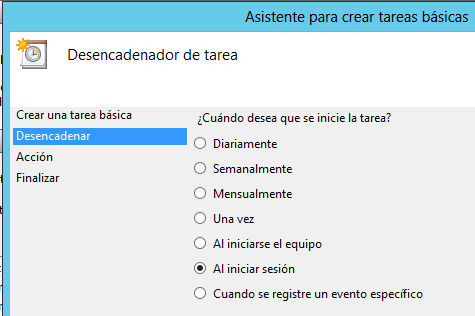 Asistente para crear tareas básicas
Desencadenador de tarea
Crear una tarea básica
Desencadenar
Acción
Finalizar
¿Cuándo desea que se inicie la tarea?
Diariamente
Semanalmente
Mensualmente
Una vez
Al iniciarse el equipo
Al iniciar sesión
Cuando se registre un evento específico